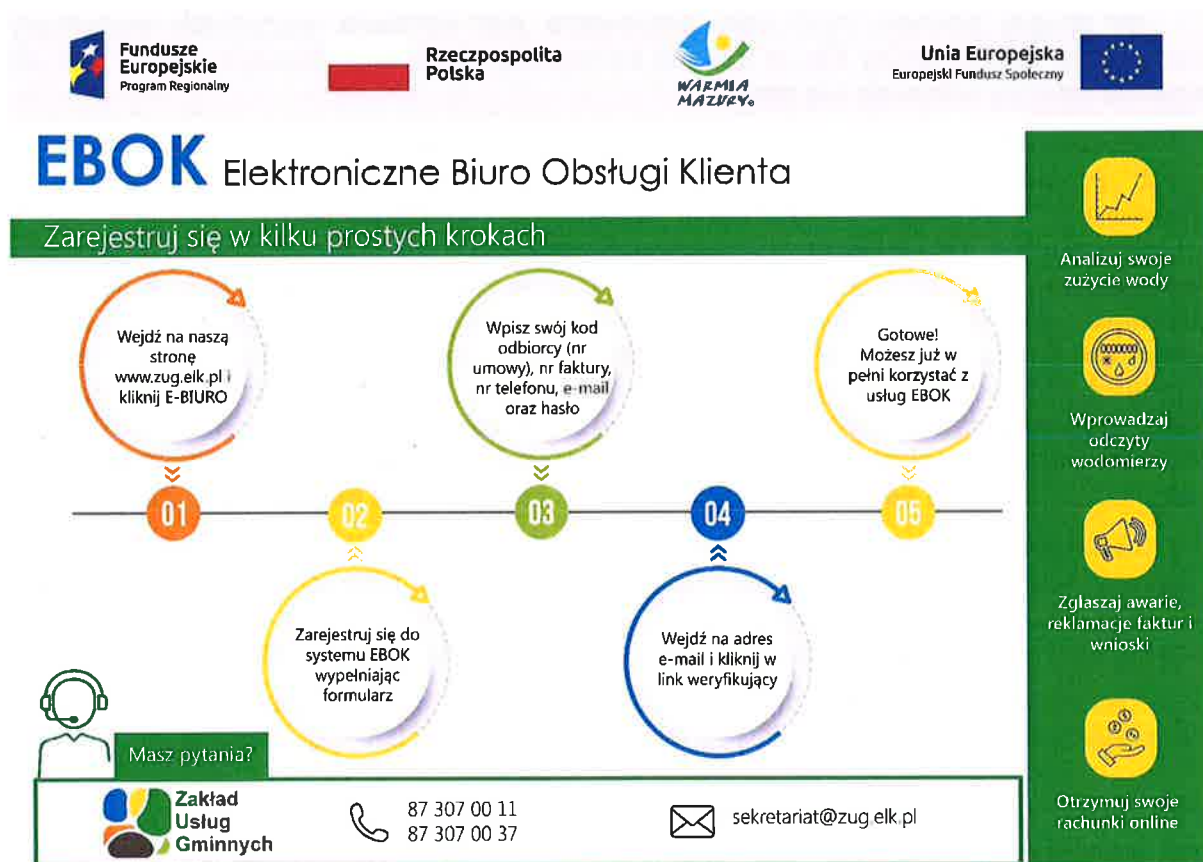 Fundusze
Europejskie
Program Regionalny
Rzeczpospolita
Polska
WARMIA
MAZURY®
Unia Europejska
Europejski Fundusz Społeczny
EBOK Elektroniczne Biuro Obsługi Klienta
Zarejestruj się w kilku prostych krokach
Wejdź na naszą
stronę
www.zug.elk.pl i
kliknij E-BIURO
01
Zarejestruj się do
systemu EBOK
wypełniając
formularz
02
Wpisz swój kod
odbiorcy (nr
umowy), nr faktury,
nr telefonu, e-mail
oraz hasło
03
Wejdź na adres
e-mail i kliknij w
link weryfikujący
04
Gotowe!
Możesz już w
pełni korzystać z
usług EBOK
05
Analizuj swoje
zużycie wody
Wprowadzaj
odczyty
wodomierzy
Zgłaszaj awarie,
reklamacje faktur i
wnioski
Otrzymuj swoje
rachunki online
Masz pytania?
Zakład
Usług
Gminnych
87 307 00 11
87 307 00 37
sekretariat@zug.elk.pl